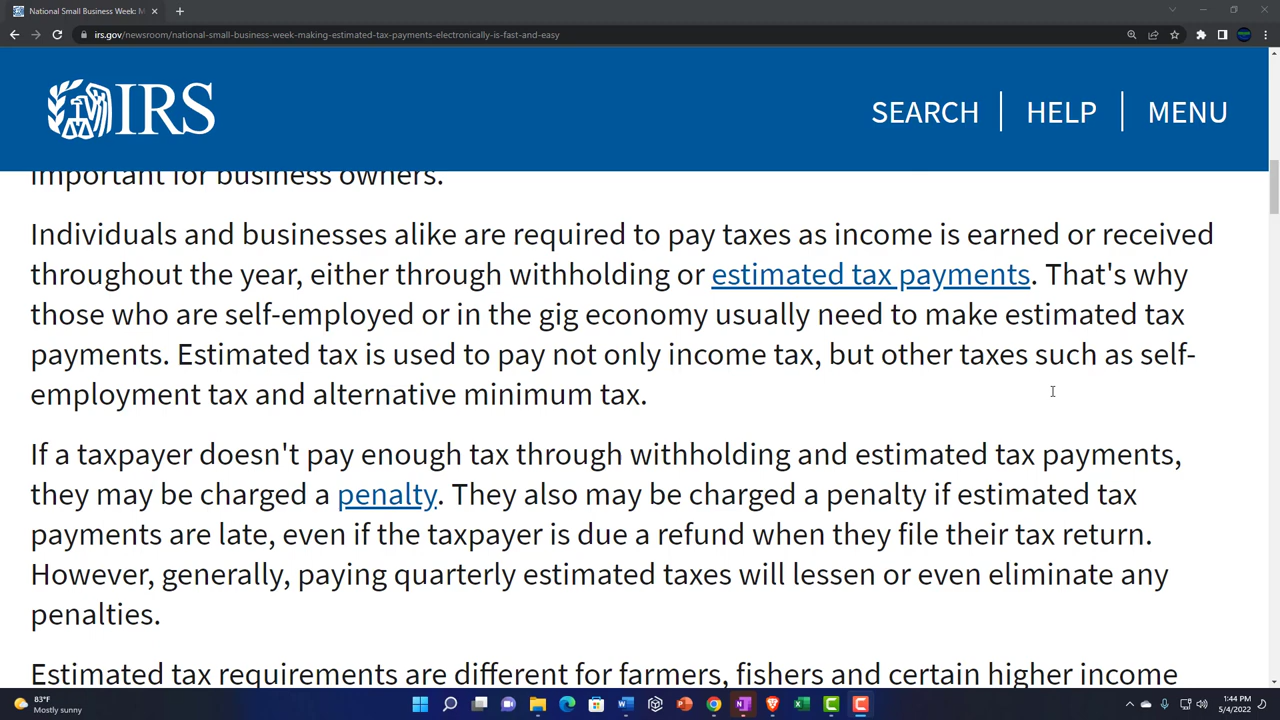 National Small Business Week: M
irs.gov/newsroom/national-small-business-week-making-estimated-tax-payments-electronically-is-fast-and-easy
IRS
SEARCH
HELP
MENU
important for business owners.
Individuals and businesses alike are required to pay taxes as income is earned or received
throughout the year, either through withholding or estimated tax payments. That's why
those who are self-employed or in the gig economy usually need to make estimated tax
payments. Estimated tax is used to pay not only income tax, but other taxes such as self-
employment tax and alternative minimum tax.
If a taxpayer doesn't pay enough tax through withholding and estimated tax payments,
they may be charged a penalty. They also may be charged a penalty if estimated tax
payments are late, even if the taxpayer is due a refund when they file their tax return.
However, generally, paying quarterly estimated taxes will lessen or even eliminate any
penalties.
Estimated tax requirements are different for farmers, fishers and certain higher income
83°F
Mostly sunny
1:44 PM
5/4/2022